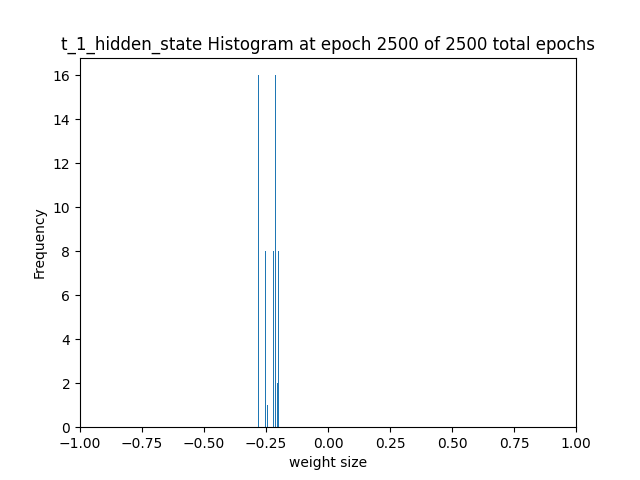 t_1_hidden_state Histogram at epoch 2500 of 2500 total epochs
16
14
12
10
8
6
4
2
0
Frequency
−1.00 −0.75 −0.50 −0.25 0.00 0.25 0.50 0.75 1.00
weight size